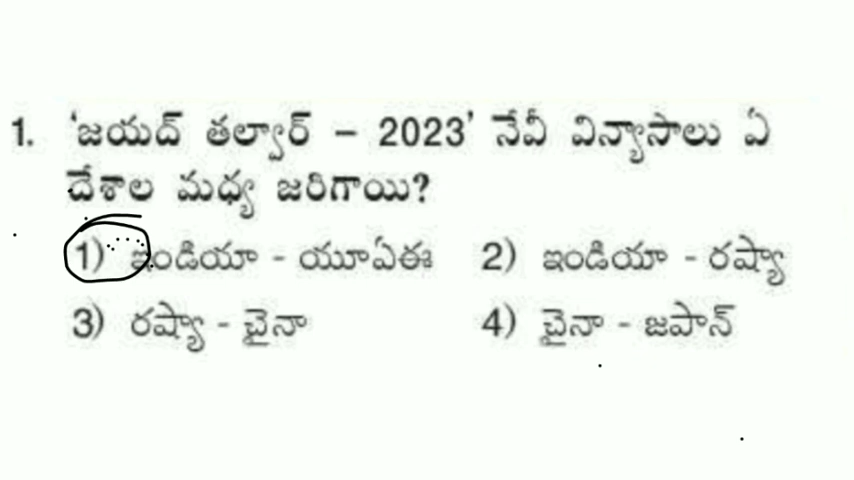 1. 'జయద్ తల్వార్ – 2023' నేవీ విన్యాసాలు ఏ
దేశాల మధ్య జరిగాయి?
1) ఇండియా - యూఏఈ 2) ఇండియా - రష్యా
3) రష్యా - చైనా 4) చైనా - జపాన్